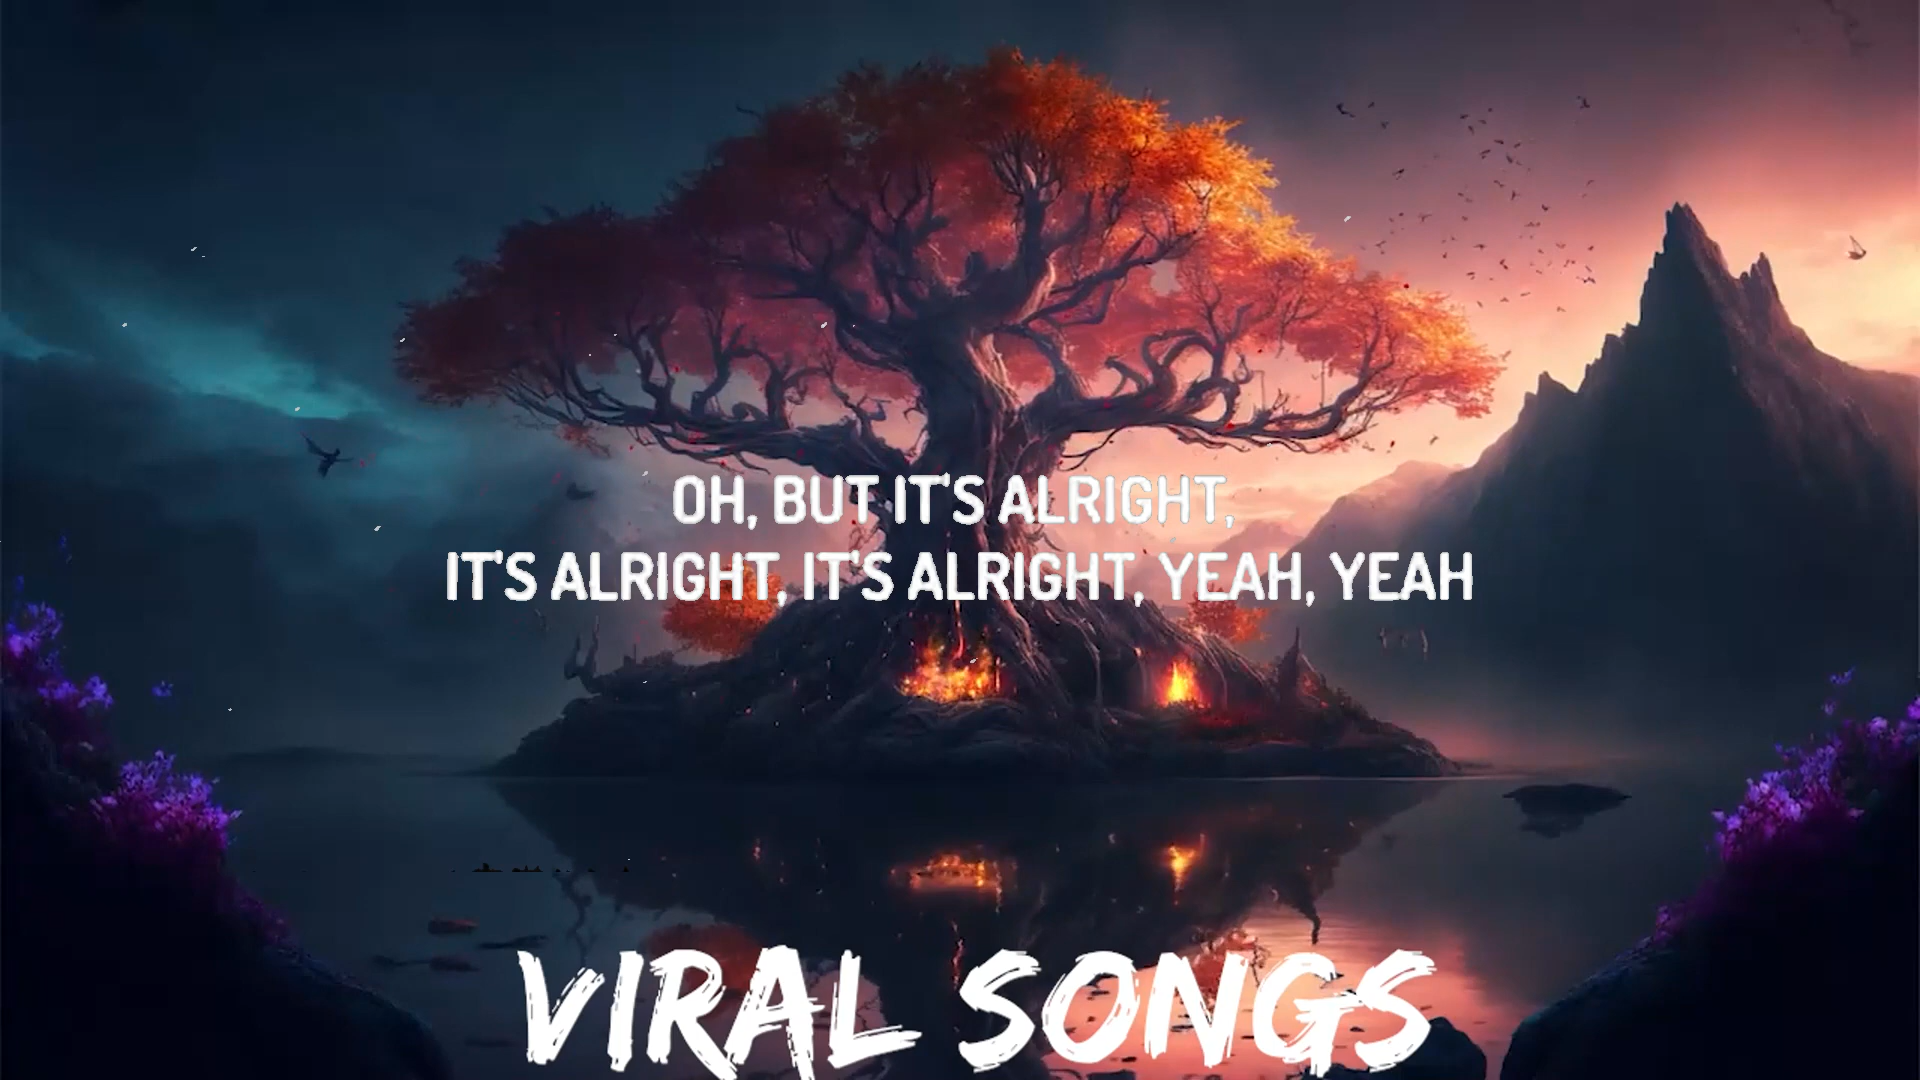 OH, BUT IT'S ALRIGHT,
IT'S ALRIGHT, IT'S ALRIGHT, YEAH, YEAH
VIRAL SONGS